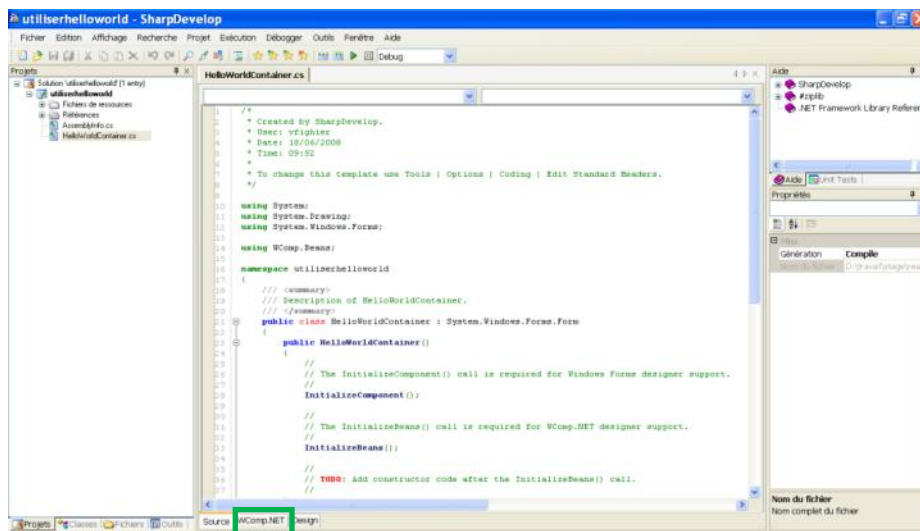 utiliserhelloworld - SharpDevelop
Fichier Edition Affichage Recherche Projet Exécution Débogger Outils Fenêtre Aide
Debug
Projets
Solution 'utiliserhelloworld' (1 entry)
utiliserhelloworld
Fichiers de ressources
Références
AssemblyInfo.cs
HelloWorldContainer.cs
HelloWorldContainer.cs
/*
* Created by SharpDevelop.
* User: vfighier
* Date: 18/06/2008
* Time: 09:52
*
* To change this template use Tools | Options | Coding | Edit Standard Headers.
*/
using System;
using System.Drawing;
using System.Windows.Forms;
using WComp.Beans;
namespace utiliserhelloworld
{
/// <summary>
/// Description of HelloWorldContainer.
/// </summary>
public class HelloWorldContainer : System.Windows.Forms.Form
{
public HelloWorldContainer()
{
//
// The InitializeComponent() call is required for Windows Forms designer support.
//
InitializeComponent();
//
// The InitializeBeans() call is required for WComp.NET designer support.
//
InitializeBeans();
//
// TODO: Add constructor code after the InitializeBeans() call.
//
Source WComp.NET Design
Projets Classes Fichiers Outils
Aide
SharpDevelop
#ziplib
.NET Framework Library Referen
Aide Unit Tests
Propriétés
Misc
Génération Compile
Nom du fichier
Nom du fichier
Nom complet du fichier